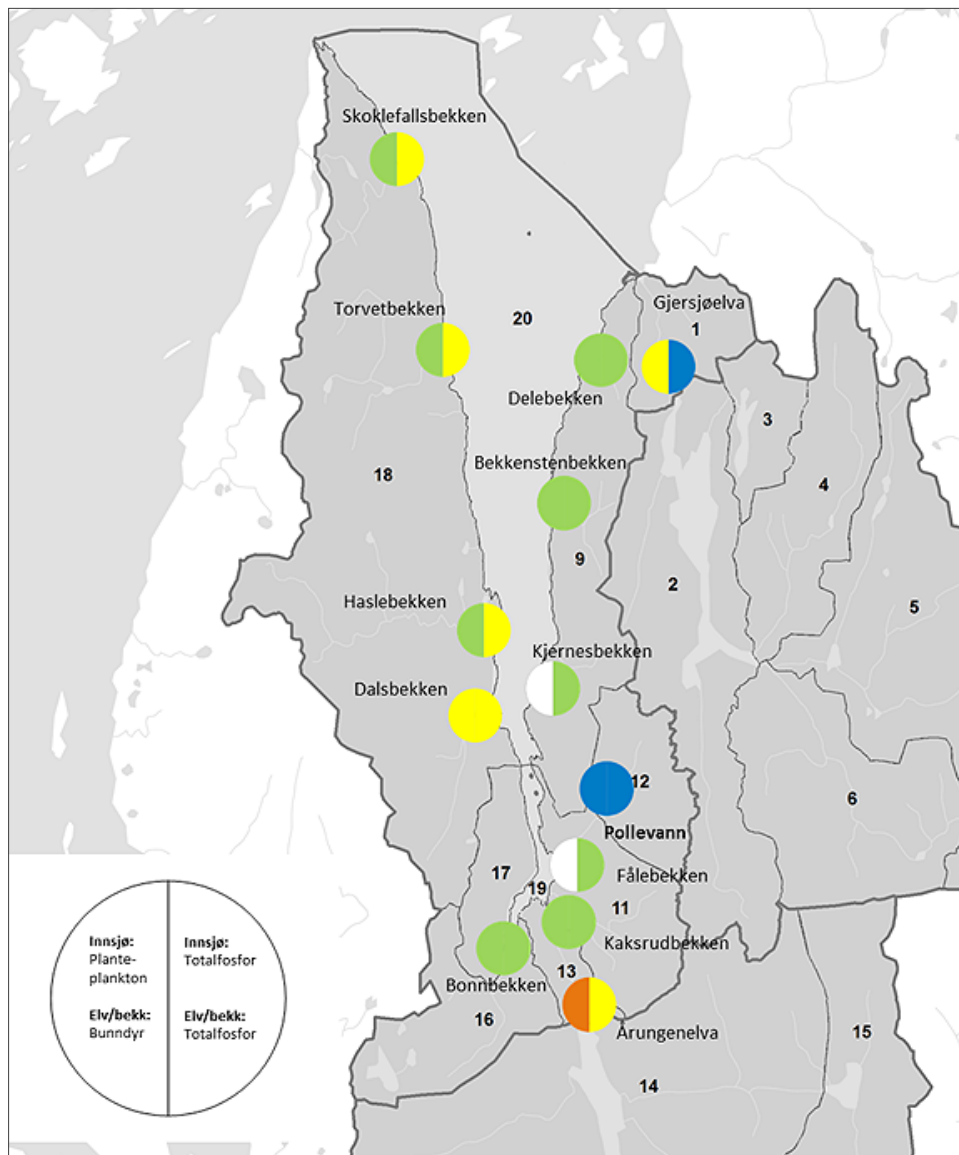 Skoklefallsbekken
Gjersjøelva
Torvetbekken
20
1
Delebekken
3
18
Bekkenstenbekken
4
9
2
5
Haslebekken
Kjernesbekken
Dalsbekken
12
6
Pollevann
17
Fålebekken
19
11
Kaksrudbekken
13
Bonnbekken
16
Årungenelva
15
14
Innsjø:
Plante-
plankton
Elv/bekk:
Bunndyr
Innsjø:
Totalfosfor
Elv/bekk:
Totalfosfor